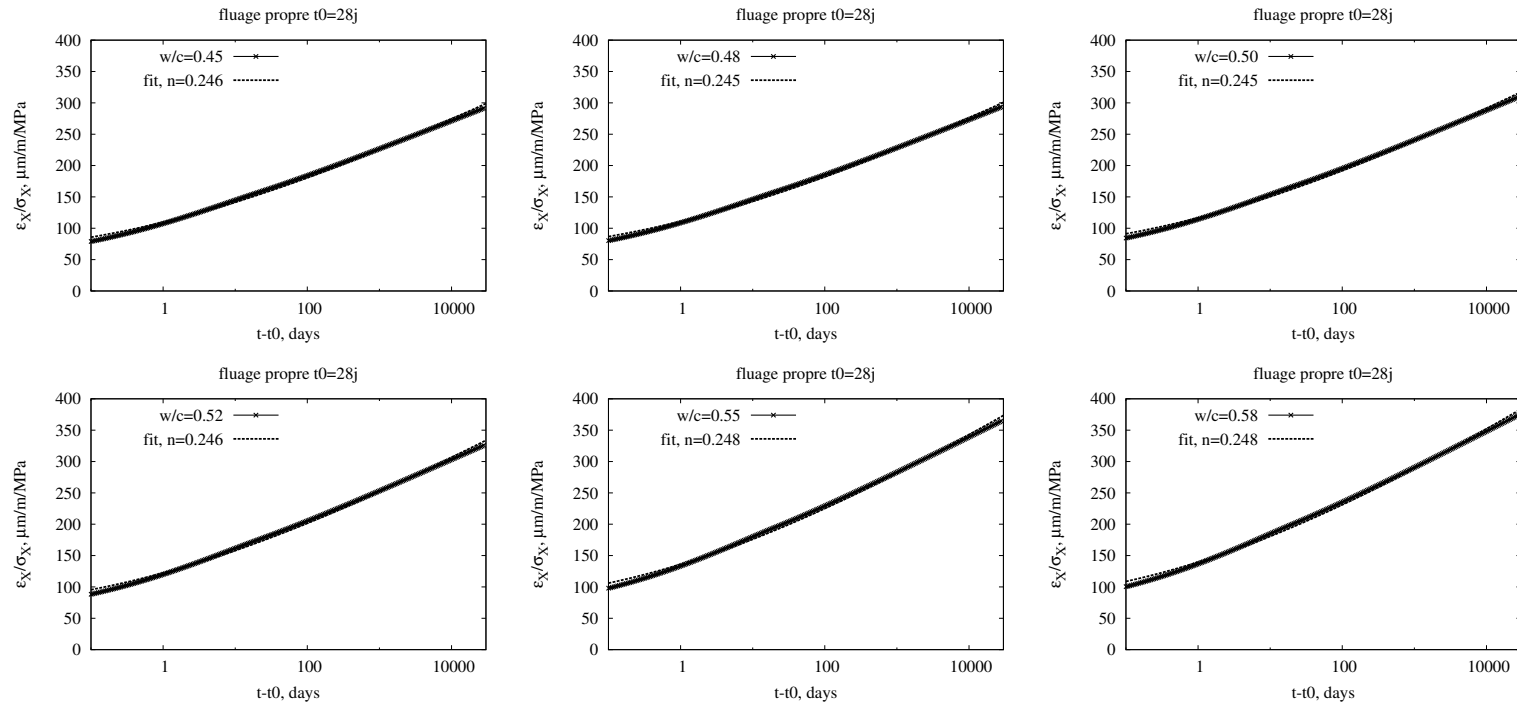 fluage propre t0=28j
400
350
300
250
200
150
100
50
0
w/c=0.45
fit, n=0.246
εX/σX, μm/m/MPa
1
100
10000
t-t0, days
fluage propre t0=28j
400
350
300
250
200
150
100
50
0
w/c=0.48
fit, n=0.245
εX/σX, μm/m/MPa
1
100
10000
t-t0, days
fluage propre t0=28j
400
350
300
250
200
150
100
50
0
w/c=0.50
fit, n=0.245
εX/σX, μm/m/MPa
1
100
10000
t-t0, days
fluage propre t0=28j
400
350
300
250
200
150
100
50
0
w/c=0.52
fit, n=0.246
εX/σX, μm/m/MPa
1
100
10000
t-t0, days
fluage propre t0=28j
400
350
300
250
200
150
100
50
0
w/c=0.55
fit, n=0.248
εX/σX, μm/m/MPa
1
100
10000
t-t0, days
fluage propre t0=28j
400
350
300
250
200
150
100
50
0
w/c=0.58
fit, n=0.248
εX/σX, μm/m/MPa
1
100
10000
t-t0, days